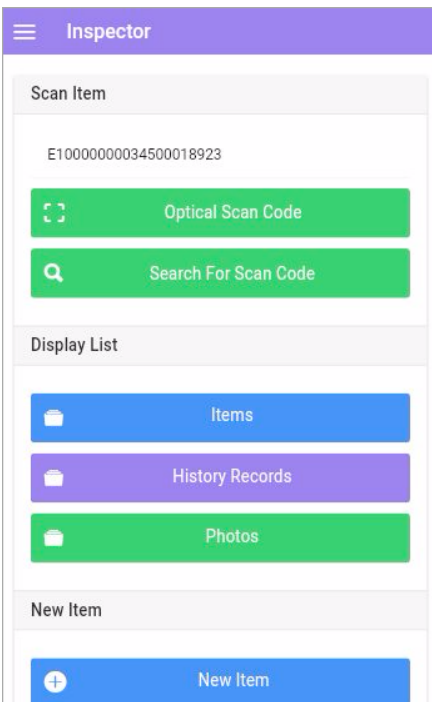 Inspector
Scan Item
E10000000034500018923
Optical Scan Code
Search For Scan Code
Display List
Items
History Records
Photos
New Item
New Item